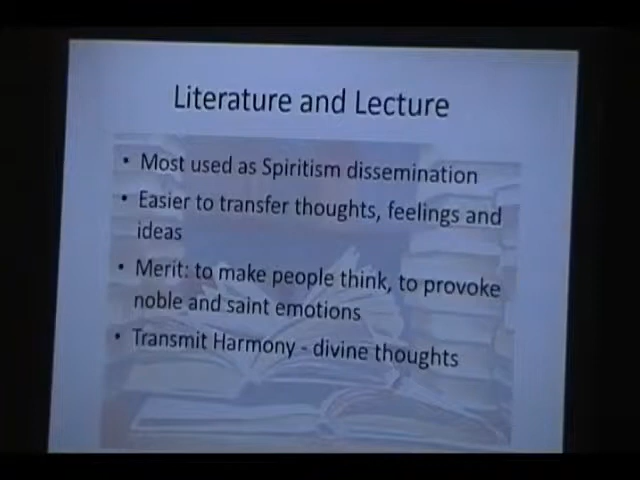 Literature and Lecture
• Most used as Spiritism dissemination
• Easier to transfer thoughts, feelings and
ideas
• Merit: to make people think, to provoke
noble and saint emotions
• Transmit Harmony - divine thoughts